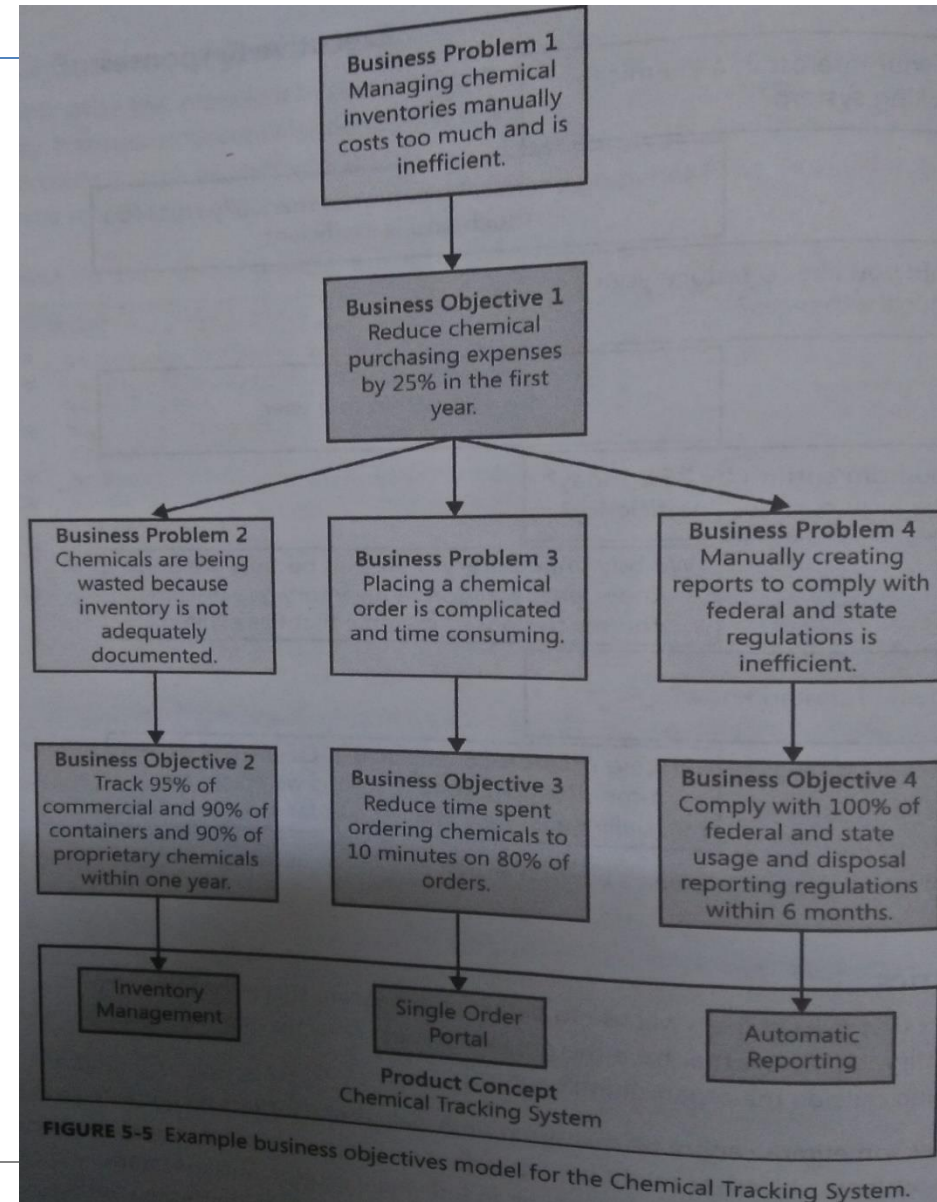 Business Problem 1
Managing chemical
inventories manually
costs too much and is
inefficient.
Business Objective 1
Reduce chemical
purchasing expenses
by 25% in the first
year.
Business Problem 2
Chemicals are being
wasted because
inventory is not
adequately
documented.
Business Problem 3
Placing a chemical
order is complicated
and time consuming.
Business Problem 4
Manually creating
reports to comply with
federal and state
regulations is
inefficient.
Business Objective 2
Track 95% of
commercial and 90% of
containers and 90% of
proprietary chemicals
within one year.
Business Objective 3
Reduce time spent
ordering chemicals to
10 minutes on 80% of
orders.
Business Objective 4
Comply with 100% of
federal and state
usage and disposal
reporting regulations
within 6 months.
Inventory
Management
Single Order
Portal
Automatic
Reporting
Product Concept
Chemical Tracking System
FIGURE 5-5 Example business objectives model for the Chemical Tracking System.